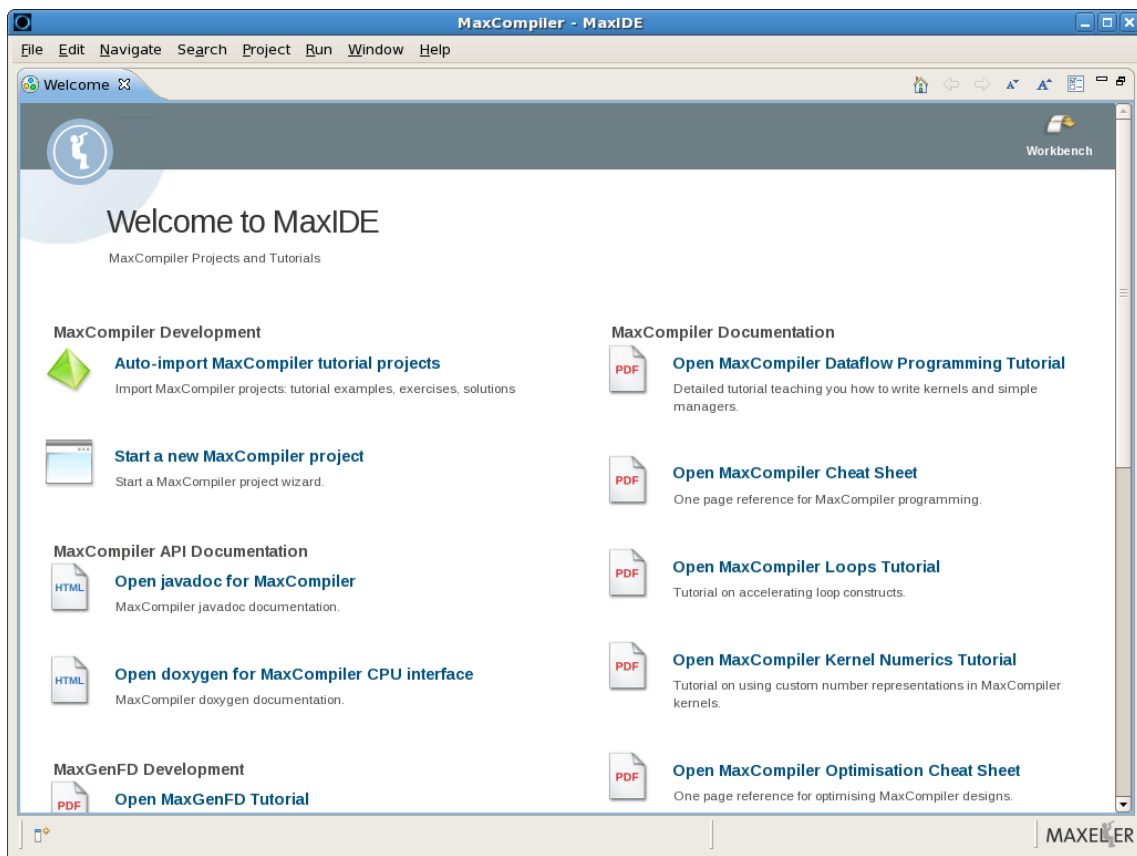 MaxCompiler - MaxIDE
File Edit Navigate Search Project Run Window Help
Welcome
Workbench
Welcome to MaxIDE
MaxCompiler Projects and Tutorials
MaxCompiler Development
Auto-import MaxCompiler tutorial projects
Import MaxCompiler projects: tutorial examples, exercises, solutions
Start a new MaxCompiler project
Start a MaxCompiler project wizard.
MaxCompiler API Documentation
HTML
Open javadoc for MaxCompiler
MaxCompiler javadoc documentation.
HTML
Open doxygen for MaxCompiler CPU interface
MaxCompiler doxygen documentation.
MaxGenFD Development
PDF
Open MaxGenFD Tutorial
MaxCompiler Documentation
PDF
Open MaxCompiler Dataflow Programming Tutorial
Detailed tutorial teaching you how to write kernels and simple
managers.
PDF
Open MaxCompiler Cheat Sheet
One page reference for MaxCompiler programming.
PDF
Open MaxCompiler Loops Tutorial
Tutorial on accelerating loop constructs.
PDF
Open MaxCompiler Kernel Numerics Tutorial
Tutorial on using custom number representations in MaxCompiler
kernels.
PDF
Open MaxCompiler Optimisation Cheat Sheet
One page reference for optimising MaxCompiler designs.
MAXELER